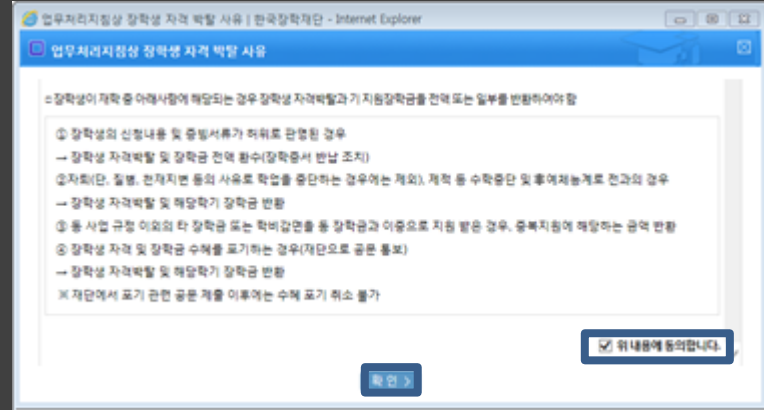 업무처리지침상 장학생 자격 박탈 사유 | 한국장학재단 - Internet Explorer
업무처리지침상 장학생 자격 박탈 사유
장학생이 재학 중 아래사항에 해당되는 경우 장학생 자격박탈과 기 지원장학금을 전액 또는 일부를 반환하여야 함
① 장학생의 신청내용 및 증빙서류가 허위로 판명된 경우
→ 장학생 자격박탈 및 장학금 전액 환수(장학증서 반납 조치)
②자퇴(단, 질병, 천재지변 등의 사유로 학업을 중단하는 경우에는 제외), 제적 등 수학중단 및 非예체능계로 전과의 경우
→ 장학생 자격박탈 및 해당학기 장학금 반환
③ 동 사업 규정 이외의 타 장학금 또는 학비감면을 동 장학금과 이중으로 지원 받은 경우, 중복지원에 해당하는 금액 반환
④ 장학생 자격 및 장학금 수혜를 포기하는 경우(재단으로 공문 통보)
→ 장학생 자격박탈 및 해당학기 장학금 반환
※ 재단에서 포기 관련 공문 제출 이후에는 수혜 포기 취소 불가
위 내용에 동의합니다.
확인 >